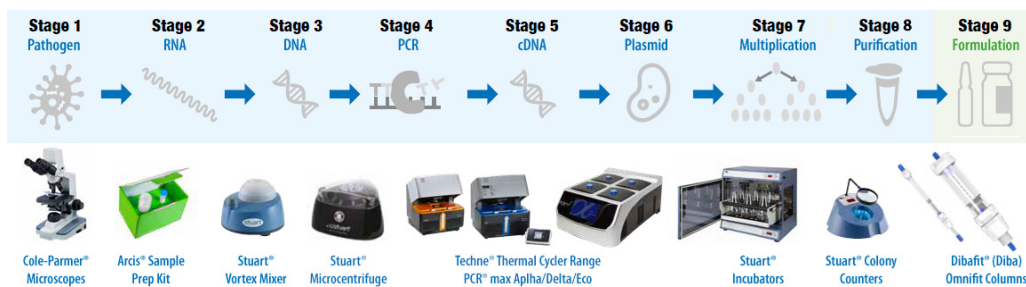 Stage 1
Pathogen
Stage 2
RNA
Stage 3
DNA
Stage 4
PCR
Stage 5
cDNA
Stage 6
Plasmid
Stage 7
Multiplication
Stage 8
Purification
Stage 9
Formulation
stuart
stuart
Cole-Parmer®
Microscopes
Arcis® Sample
Prep Kit
Stuart®
Vortex Mixer
Stuart®
Microcentrifuge
Techne® Thermal Cycler Range
PCR® max Aplha/Delta/Eco
Stuart®
Incubators
Stuart® Colony
Counters
Dibafit® (Diba)
Omnifit Columns